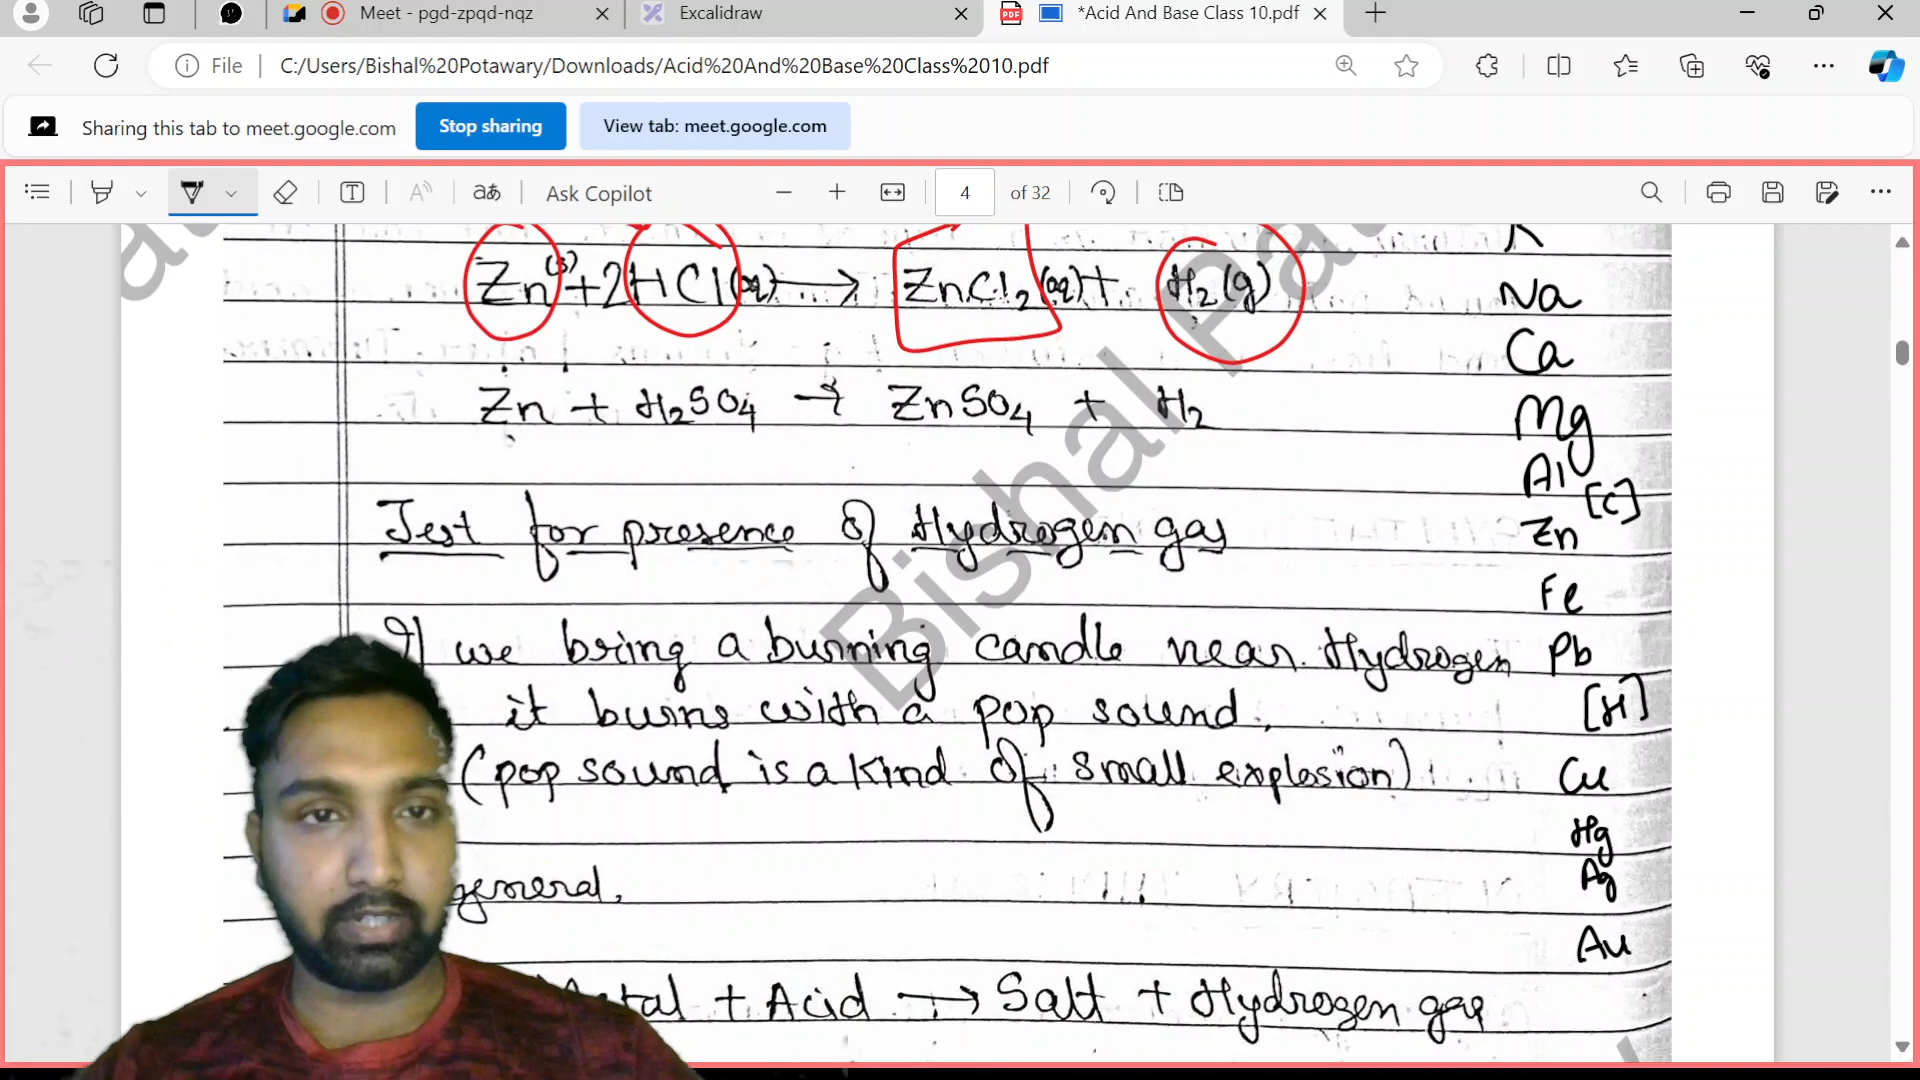 Meet - pgd-zpqd-nqz
Excalidraw
PDF
*Acid And Base Class 10.pdf
File
C:/Users/Bishal%20Potawary/Downloads/Acid%20And%20Base%20Class%2010.pdf
Sharing this tab to meet.google.com
Stop sharing
View tab: meet.google.com
aあ
Ask Copilot
4 of 32
Zn(s) + 2HCl(aq) → ZnCl2(aq) + H2(g)
Zn + H2SO4 → ZnSO4 + H2
Test for presence of Hydrogen gas
If we bring a burning candle near Hydrogen
it burns with a pop sound.
(pop sound is a kind of small explosion)
general,
Metal + Acid → Salt + Hydrogen gas
K
Na
Ca
Mg
Al
[C]
Zn
Fe
Pb
[H]
Cu
Hg
Ag
Au
Bishal Pot